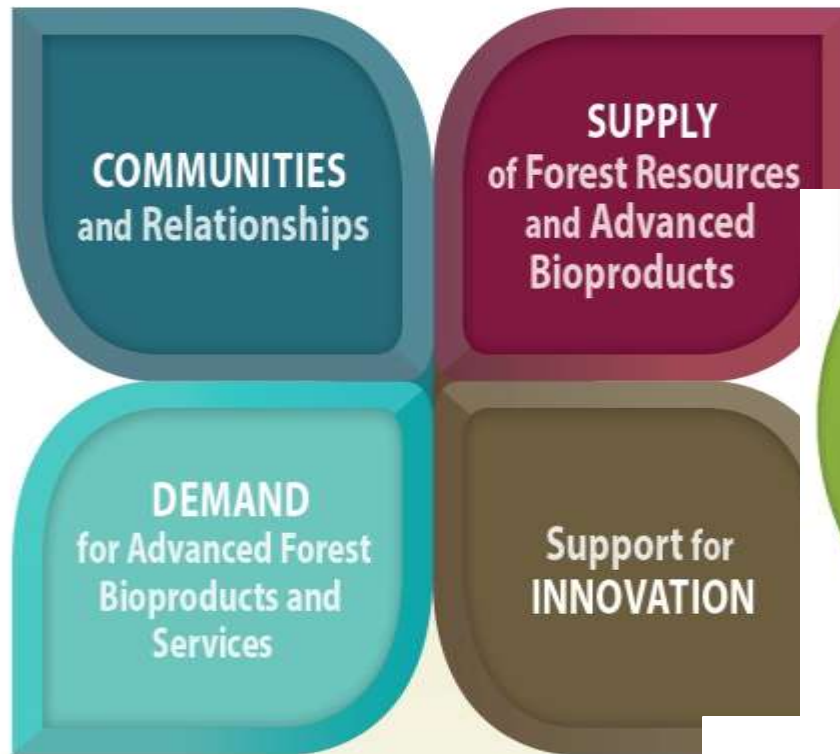 COMMUNITIES
and Relationships
SUPPLY
of Forest Resources
and Advanced
Bioproducts
DEMAND
for Advanced Forest
Bioproducts and
Services
Support for
INNOVATION